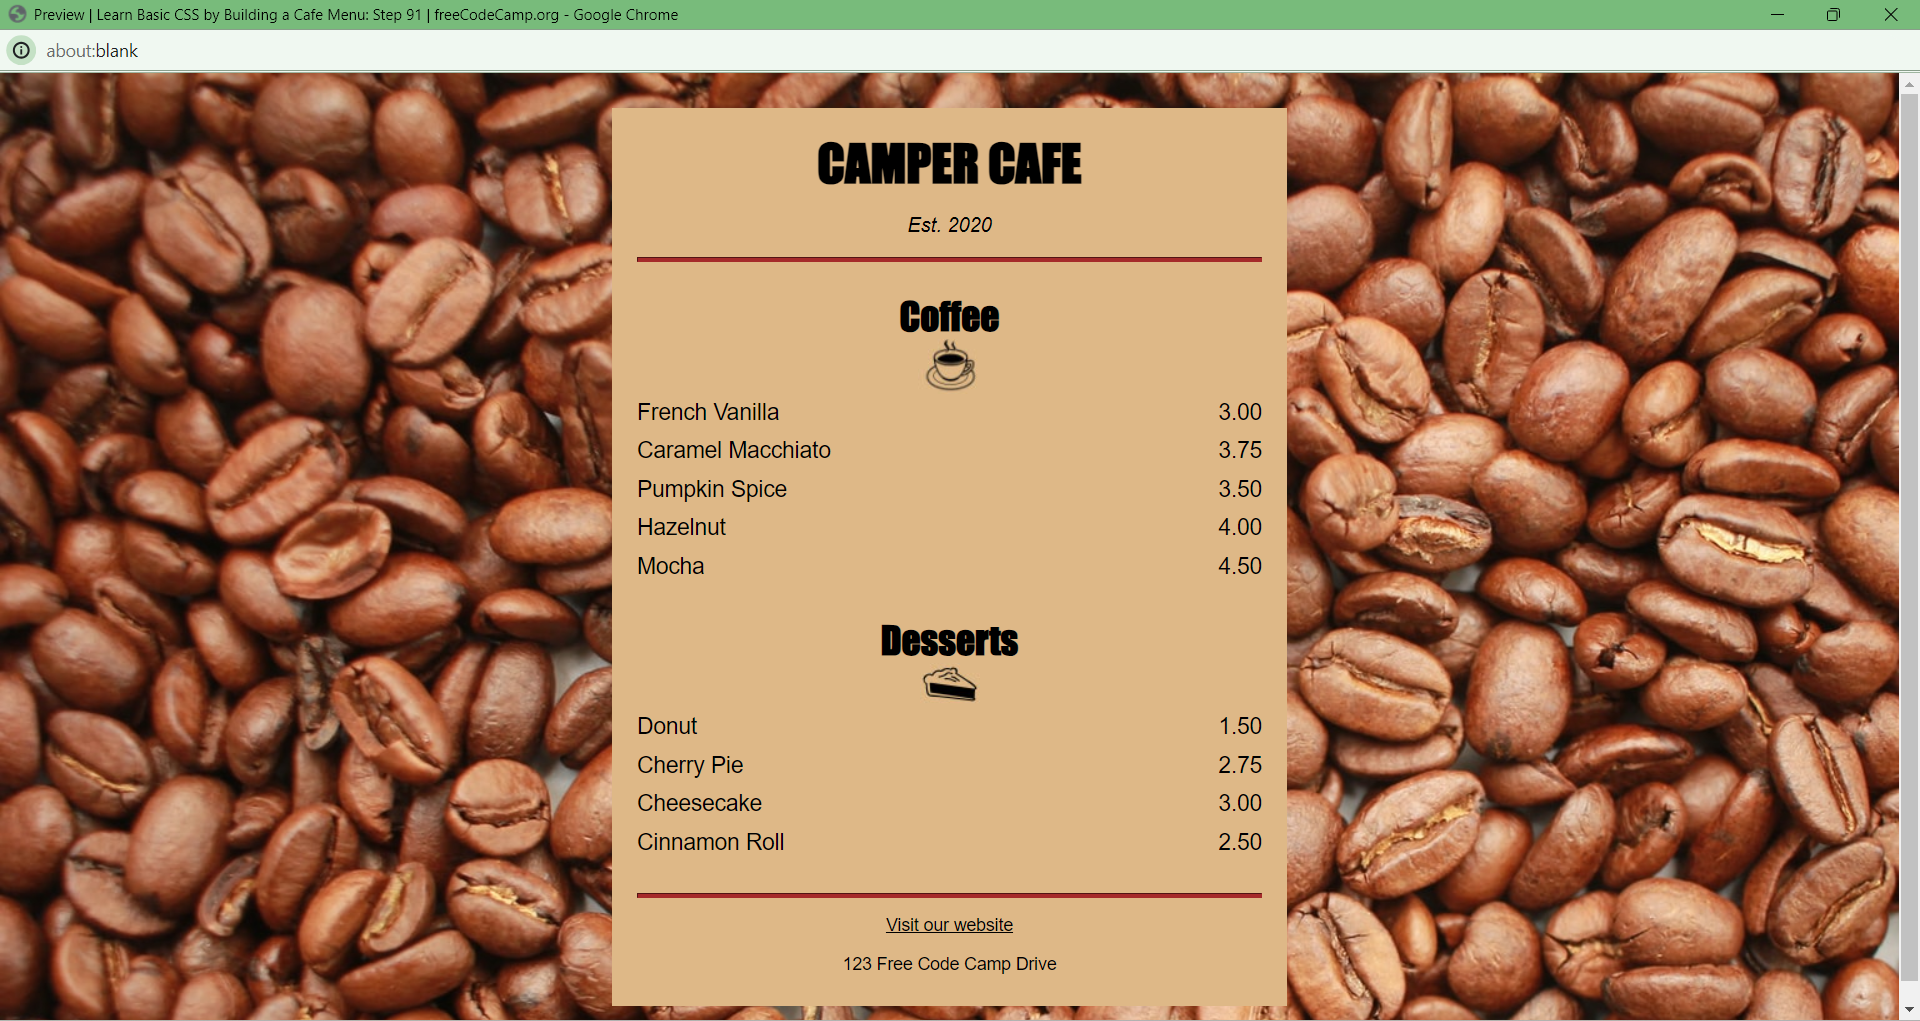 Preview | Learn Basic CSS by Building a Cafe Menu: Step 91 | freeCodeCamp.org - Google Chrome
about:blank
CAMPER CAFE
Est. 2020
Coffee
French Vanilla 3.00
Caramel Macchiato 3.75
Pumpkin Spice 3.50
Hazelnut 4.00
Mocha 4.50
Desserts
Donut 1.50
Cherry Pie 2.75
Cheesecake 3.00
Cinnamon Roll 2.50
Visit our website
123 Free Code Camp Drive